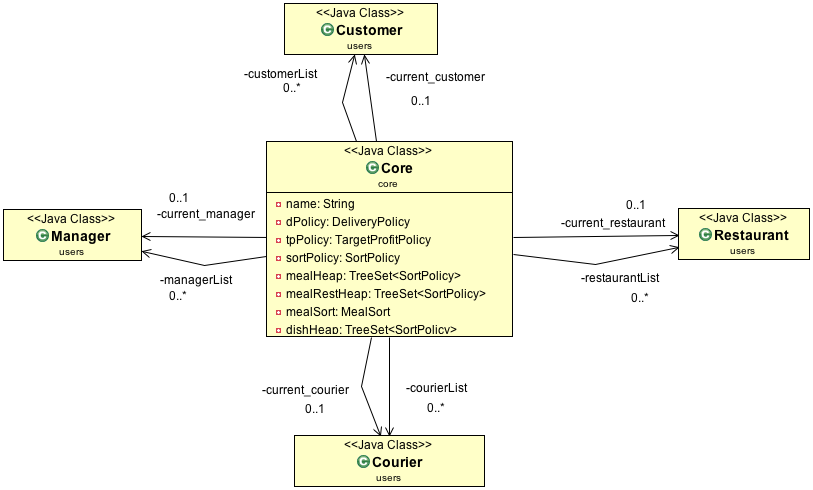 <<Java Class>>
Customer
users
-customerList
0..*
-current_customer
0..1
<<Java Class>>
Core
core
name: String
dPolicy: DeliveryPolicy
tpPolicy: TargetProfitPolicy
sortPolicy: SortPolicy
mealHeap: TreeSet<SortPolicy>
mealRestHeap: TreeSet<SortPolicy>
mealSort: MealSort
dishHeap: TreeSet<SortPolicy>
0..1
-current_manager
<<Java Class>>
Manager
users
-managerList
0..*
0..1
-current_restaurant
<<Java Class>>
Restaurant
users
-restaurantList
0..*
-current_courier
0..1
-courierList
0..*
<<Java Class>>
Courier
users